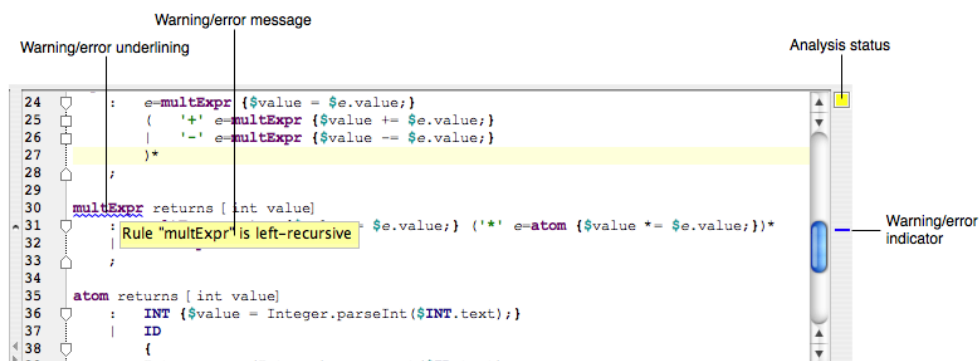 Warning/error message
Warning/error underlining
Analysis status
24 : e=multExpr {$value = $e.value;}
25 ( '+' e=multExpr {$value += $e.value;}
26 | '-' e=multExpr {$value -= $e.value;}
27 )*
28 ;
29
30 multExpr returns [int value]
31 : = $e.value;} ('*' e=atom {$value *= $e.value;})*
Rule "multExpr" is left-recursive
32 |
33 ;
34
35 atom returns [int value]
36 : INT {$value = Integer.parseInt($INT.text);}
37 | ID
38 {
Warning/error
indicator